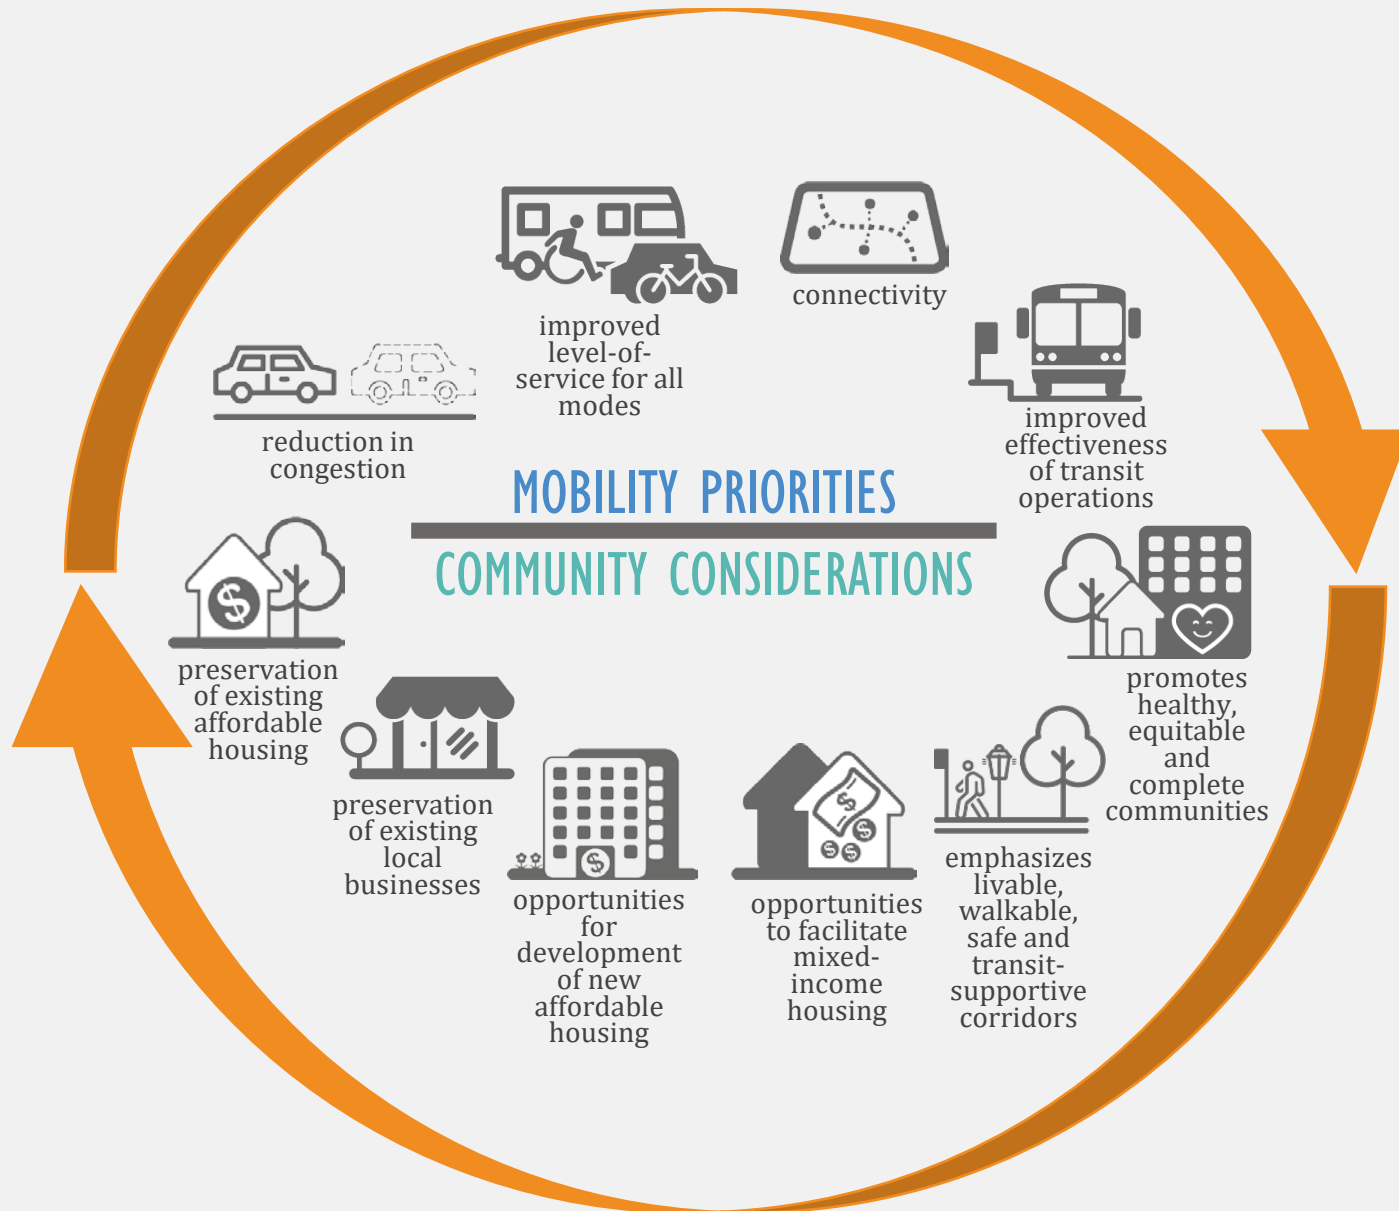 improved
level-of-
service for all
modes
connectivity
reduction in
congestion
improved
effectiveness
of transit
operations
MOBILITY PRIORITIES
COMMUNITY CONSIDERATIONS
$
preservation
of existing
affordable
housing
preservation
of existing
local
businesses
$
opportunities
for
development
of new
affordable
housing
$
$
$ $
opportunities
to facilitate
mixed-
income
housing
emphasizes
livable,
walkable,
safe and
transit-
supportive
corridors
promotes
healthy,
equitable
and
complete
communities